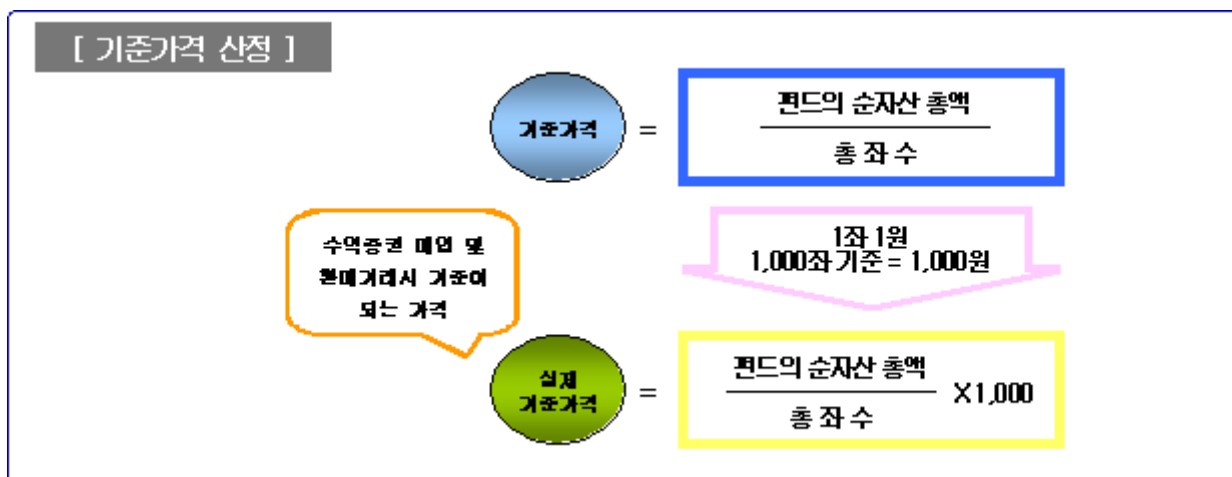 [ 기준가격 산정 ]
기준가격 = 펀드의 순자산 총액
총 좌 수
1좌 1원
1,000좌 기준 = 1,000원
수익증권 매입 및
환매거래시 기준이
되는 가격
실제
기준가격 = 펀드의 순자산 총액
총 좌 수
X1,000